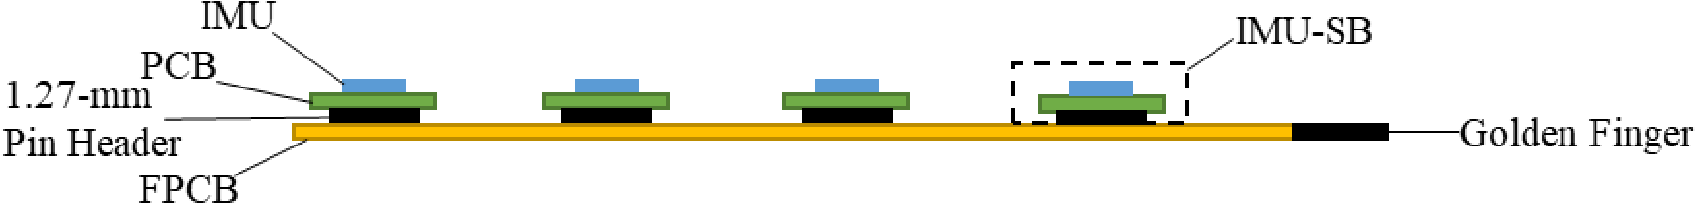 IMU
IMU-SB
PCB
1.27-mm
Pin Header
Golden Finger
FPCB